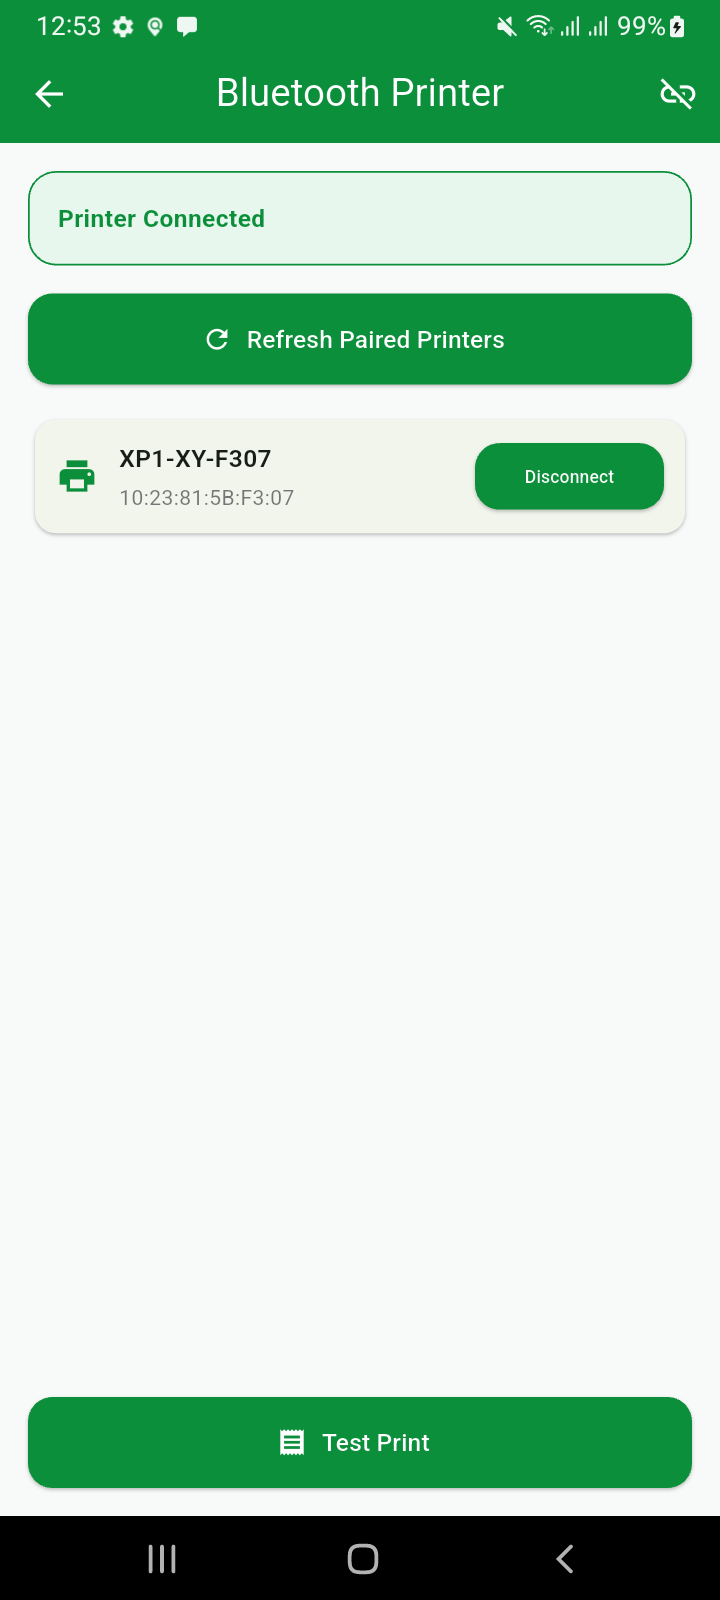 12:53
99%
Bluetooth Printer
Printer Connected
Refresh Paired Printers
XP1-XY-F307
10:23:81:5B:F3:07
Disconnect
Test Print